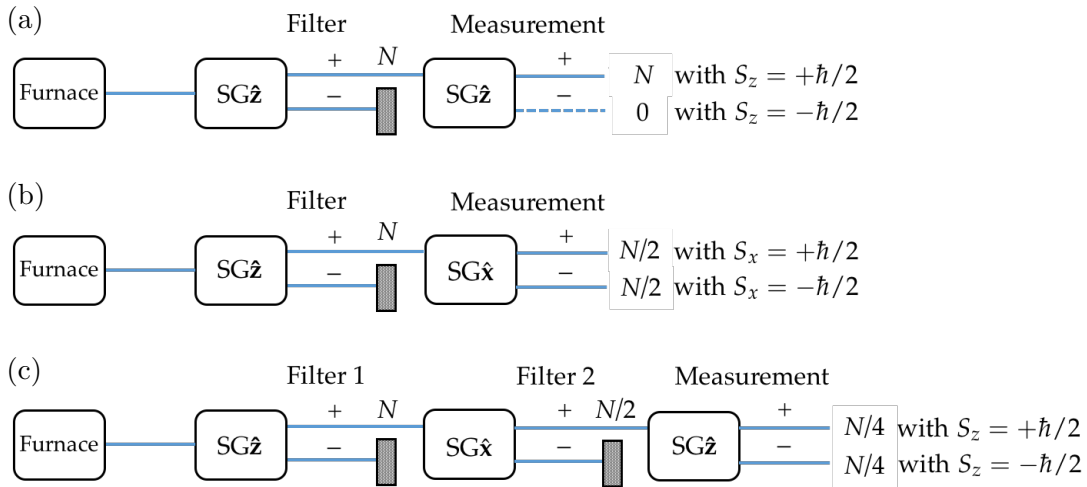 (a)
Filter Measurement
Furnace SGẑ + N − SGẑ + − N with S_z = +ħ/2
0 with S_z = −ħ/2
(b)
Filter Measurement
Furnace SGẑ + N − SGx̂ + − N/2 with S_x = +ħ/2
N/2 with S_x = −ħ/2
(c)
Filter 1 Filter 2 Measurement
Furnace SGẑ + N − SGx̂ + N/2 − SGẑ + − N/4 with S_z = +ħ/2
N/4 with S_z = −ħ/2